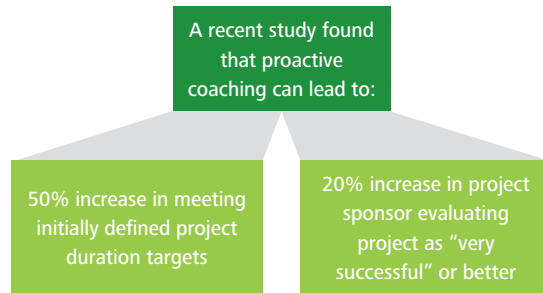 A recent study found
that proactive
coaching can lead to:
50% increase in meeting
initially defined project
duration targets
20% increase in project
sponsor evaluating
project as “very
successful” or better